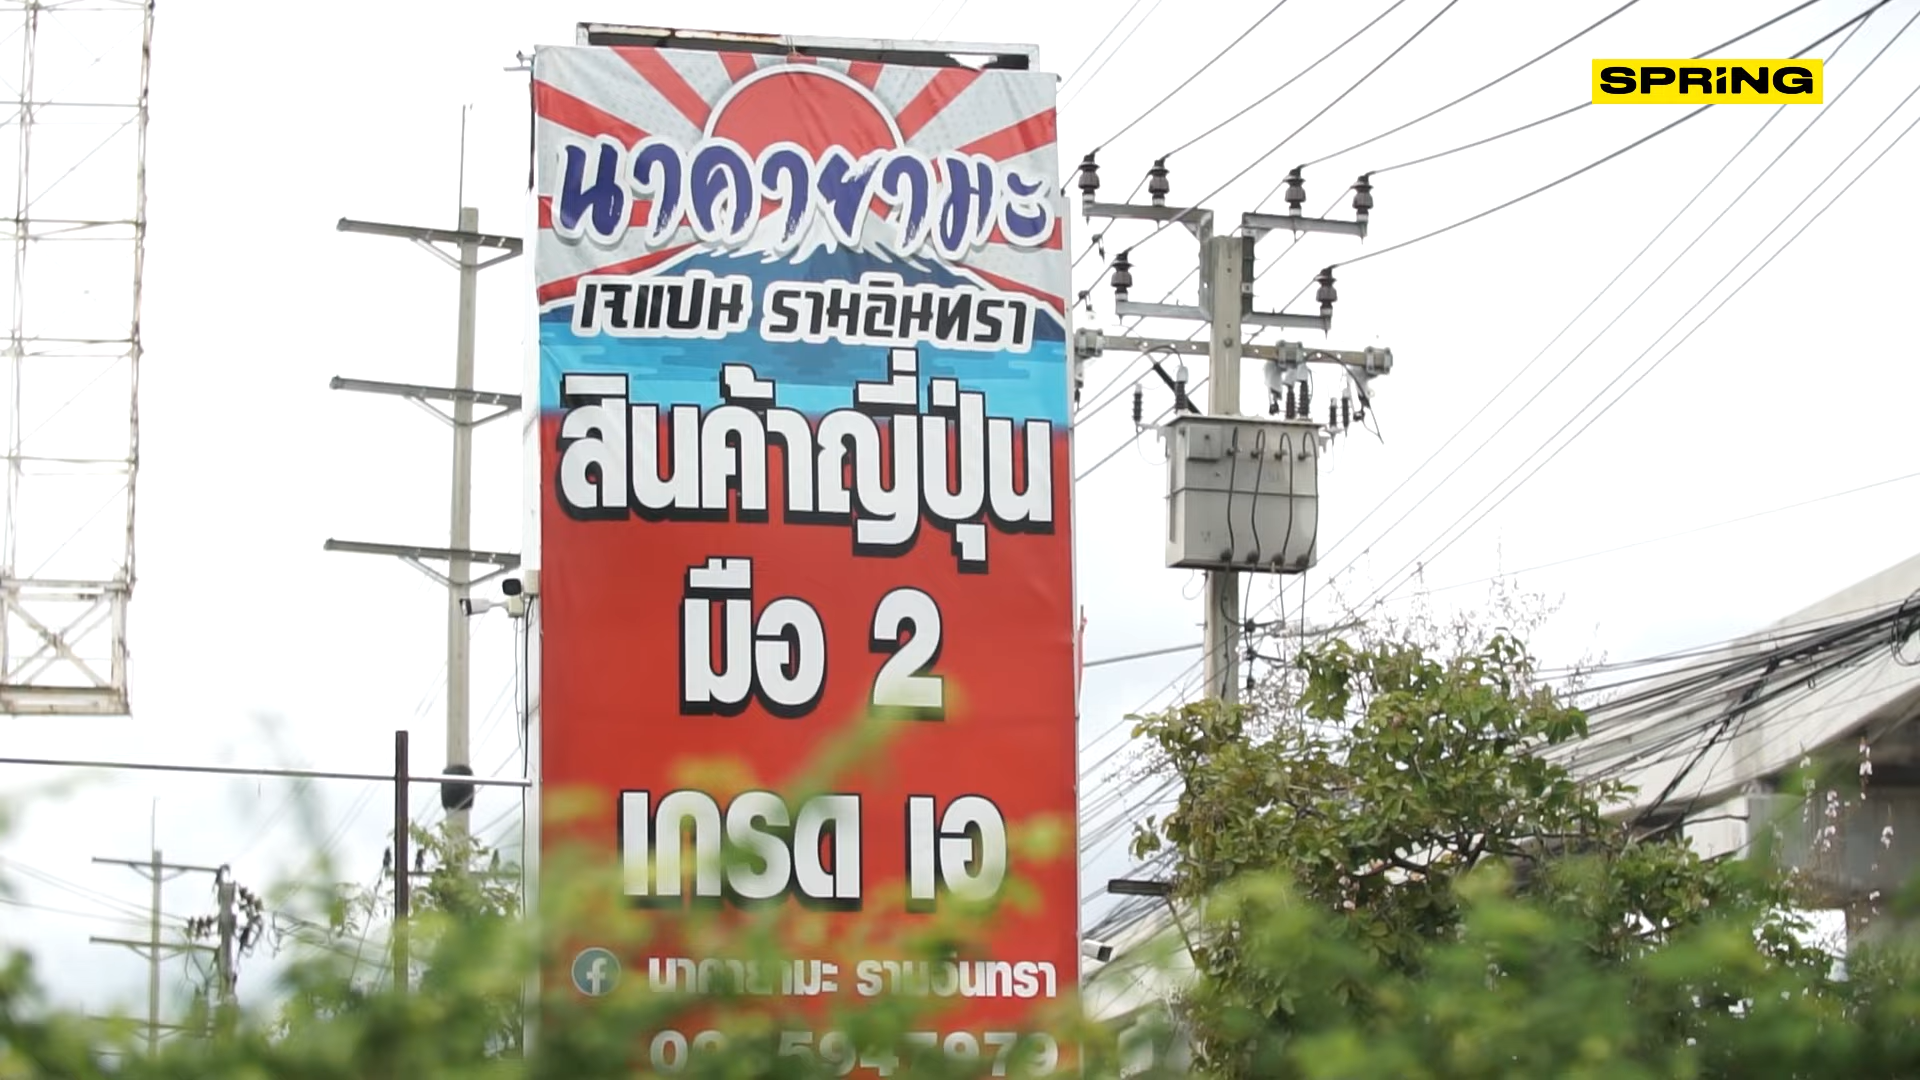 SPRiNG
นาคายามะ
เจแปน รามอินทรา
สินค้าญี่ปุ่น
มือ 2
เกรด เอ
นาคายามะ รามอินทรา